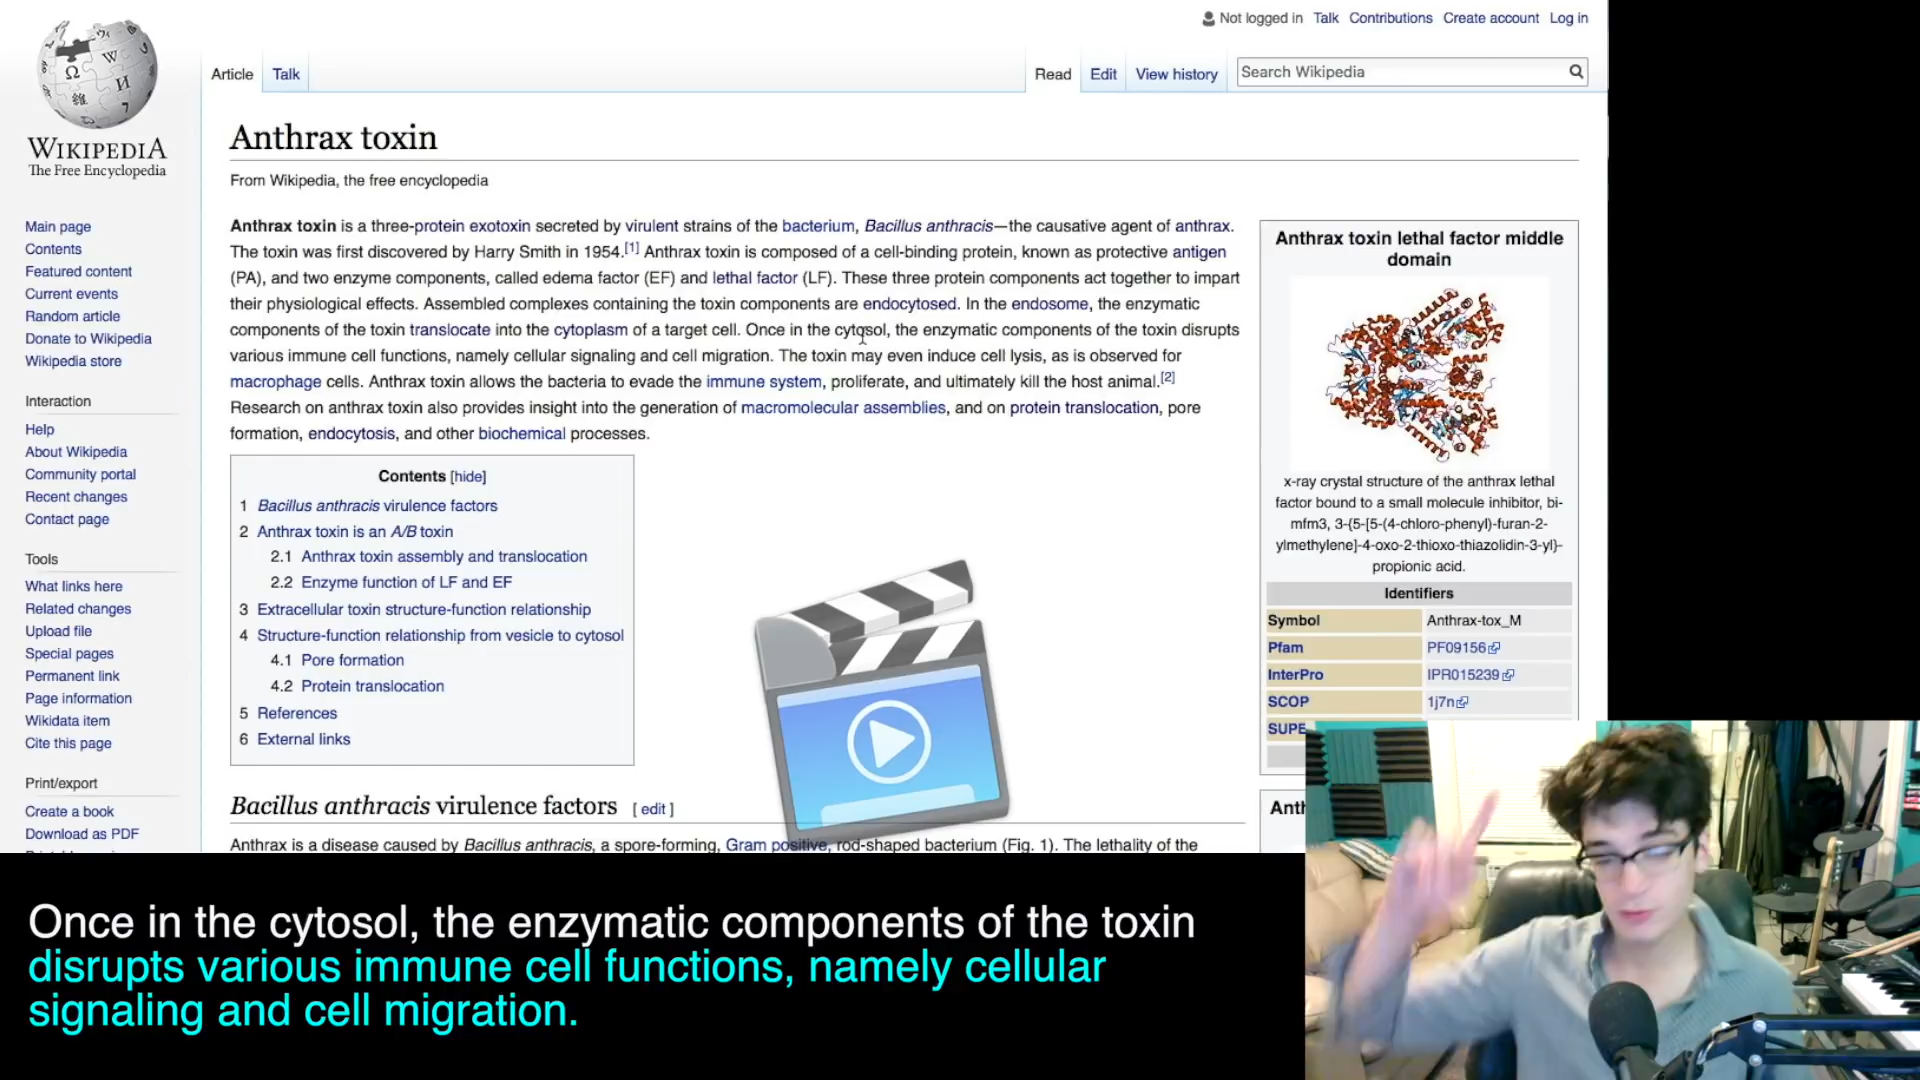 Not logged in Talk Contributions Create account Log in
Article Talk Read Edit View history Search Wikipedia
WIKIPEDIA
The Free Encyclopedia
Main page
Contents
Featured content
Current events
Random article
Donate to Wikipedia
Wikipedia store
Interaction
Help
About Wikipedia
Community portal
Recent changes
Contact page
Tools
What links here
Related changes
Upload file
Special pages
Permanent link
Page information
Wikidata item
Cite this page
Print/export
Create a book
Download as PDF
Anthrax toxin
From Wikipedia, the free encyclopedia
Anthrax toxin is a three-protein exotoxin secreted by virulent strains of the bacterium, Bacillus anthracis—the causative agent of anthrax.
The toxin was first discovered by Harry Smith in 1954.[1] Anthrax toxin is composed of a cell-binding protein, known as protective antigen
(PA), and two enzyme components, called edema factor (EF) and lethal factor (LF). These three protein components act together to impart
their physiological effects. Assembled complexes containing the toxin components are endocytosed. In the endosome, the enzymatic
components of the toxin translocate into the cytoplasm of a target cell. Once in the cytosol, the enzymatic components of the toxin disrupts
various immune cell functions, namely cellular signaling and cell migration. The toxin may even induce cell lysis, as is observed for
macrophage cells. Anthrax toxin allows the bacteria to evade the immune system, proliferate, and ultimately kill the host animal.[2]
Research on anthrax toxin also provides insight into the generation of macromolecular assemblies, and on protein translocation, pore
formation, endocytosis, and other biochemical processes.
Contents [hide]
1 Bacillus anthracis virulence factors
2 Anthrax toxin is an A/B toxin
2.1 Anthrax toxin assembly and translocation
2.2 Enzyme function of LF and EF
3 Extracellular toxin structure-function relationship
4 Structure-function relationship from vesicle to cytosol
4.1 Pore formation
4.2 Protein translocation
5 References
6 External links
Bacillus anthracis virulence factors [ edit ]
Anthrax is a disease caused by Bacillus anthracis, a spore-forming, Gram positive, rod-shaped bacterium (Fig. 1). The lethality of the
Anthrax toxin lethal factor middle
domain
x-ray crystal structure of the anthrax lethal
factor bound to a small molecule inhibitor, bi-
mfm3, 3-{5-[5-(4-chloro-phenyl)-furan-2-
ylmethylene]-4-oxo-2-thioxo-thiazolidin-3-yl}-
propionic acid.
Identifiers
Symbol Anthrax-tox_M
Pfam PF09156
InterPro IPR015239
SCOP 1j7n
SUPE
Anth
Once in the cytosol, the enzymatic components of the toxin
disrupts various immune cell functions, namely cellular
signaling and cell migration.